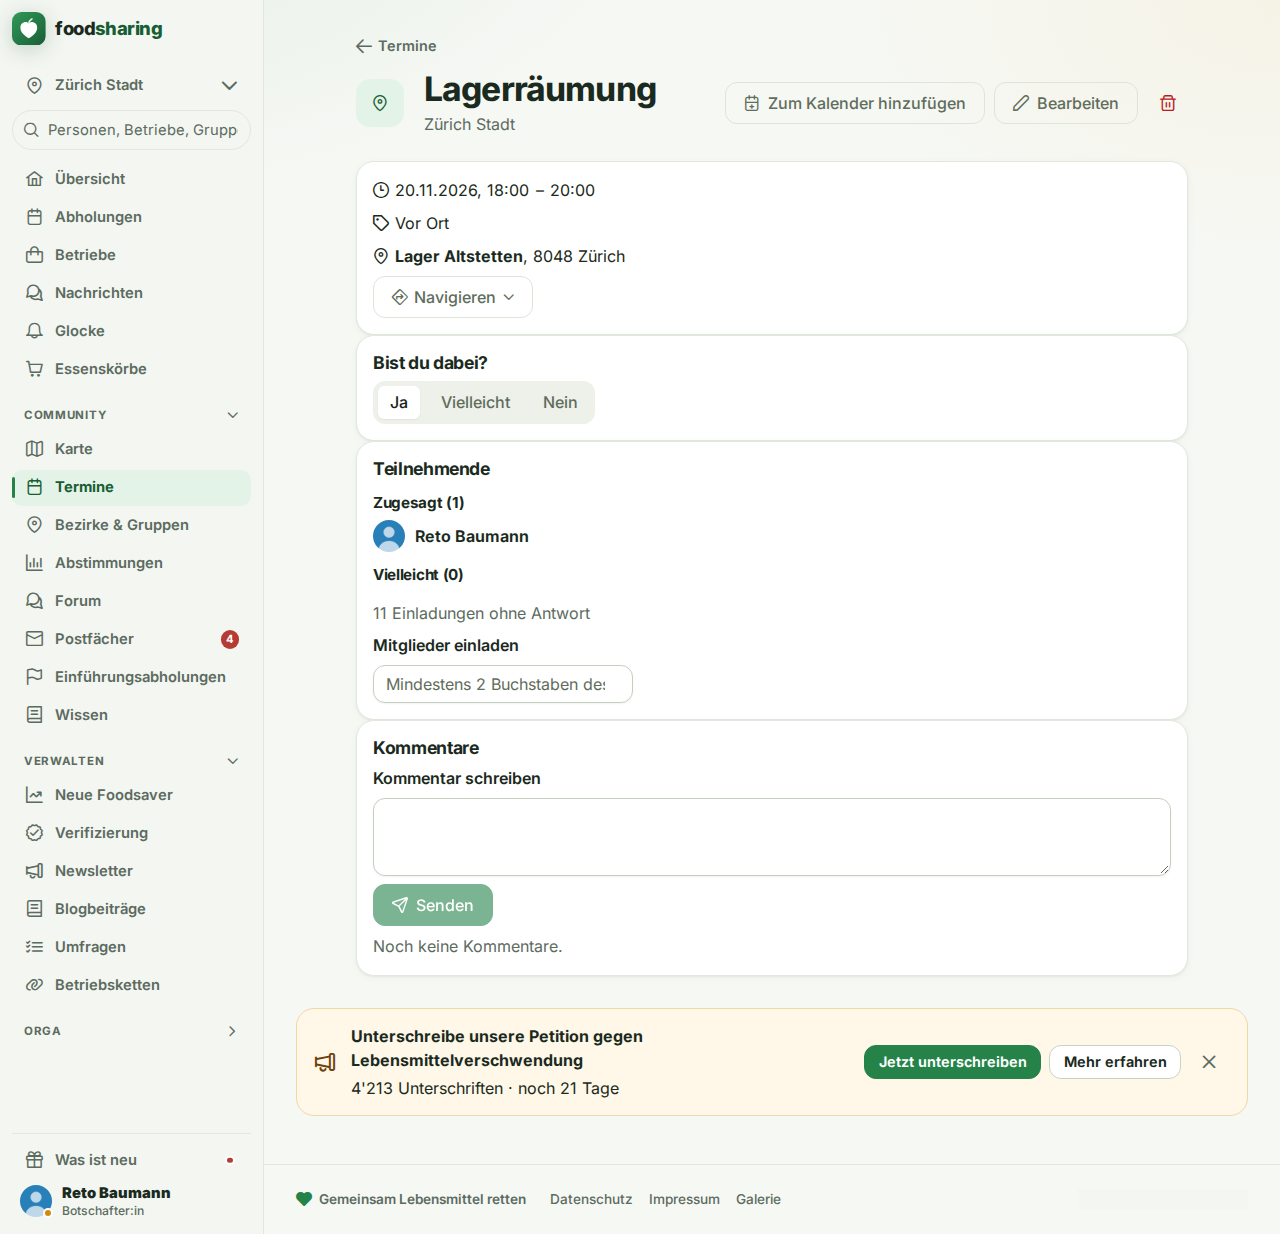 foodsharing
Zürich Stadt
Personen, Betriebe, Grupp
Übersicht
Abholungen
Betriebe
Nachrichten
Glocke
Essenskörbe
COMMUNITY
Karte
Termine
Bezirke & Gruppen
Abstimmungen
Forum
Postfächer 4
Einführungsabholungen
Wissen
VERWALTEN
Neue Foodsaver
Verifizierung
Newsletter
Blogbeiträge
Umfragen
Betriebsketten
ORGA
Was ist neu
Reto Baumann
Botschafter:in
Termine
Lagerräumung
Zürich Stadt
Zum Kalender hinzufügen
Bearbeiten
20.11.2026, 18:00 – 20:00
Vor Ort
Lager Altstetten, 8048 Zürich
Navigieren
Bist du dabei?
Ja Vielleicht Nein
Teilnehmende
Zugesagt (1)
Reto Baumann
Vielleicht (0)
11 Einladungen ohne Antwort
Mitglieder einladen
Mindestens 2 Buchstaben des
Kommentare
Kommentar schreiben
Senden
Noch keine Kommentare.
Unterschreibe unsere Petition gegen
Lebensmittelverschwendung
4'213 Unterschriften · noch 21 Tage
Jetzt unterschreiben
Mehr erfahren
Gemeinsam Lebensmittel retten Datenschutz Impressum Galerie